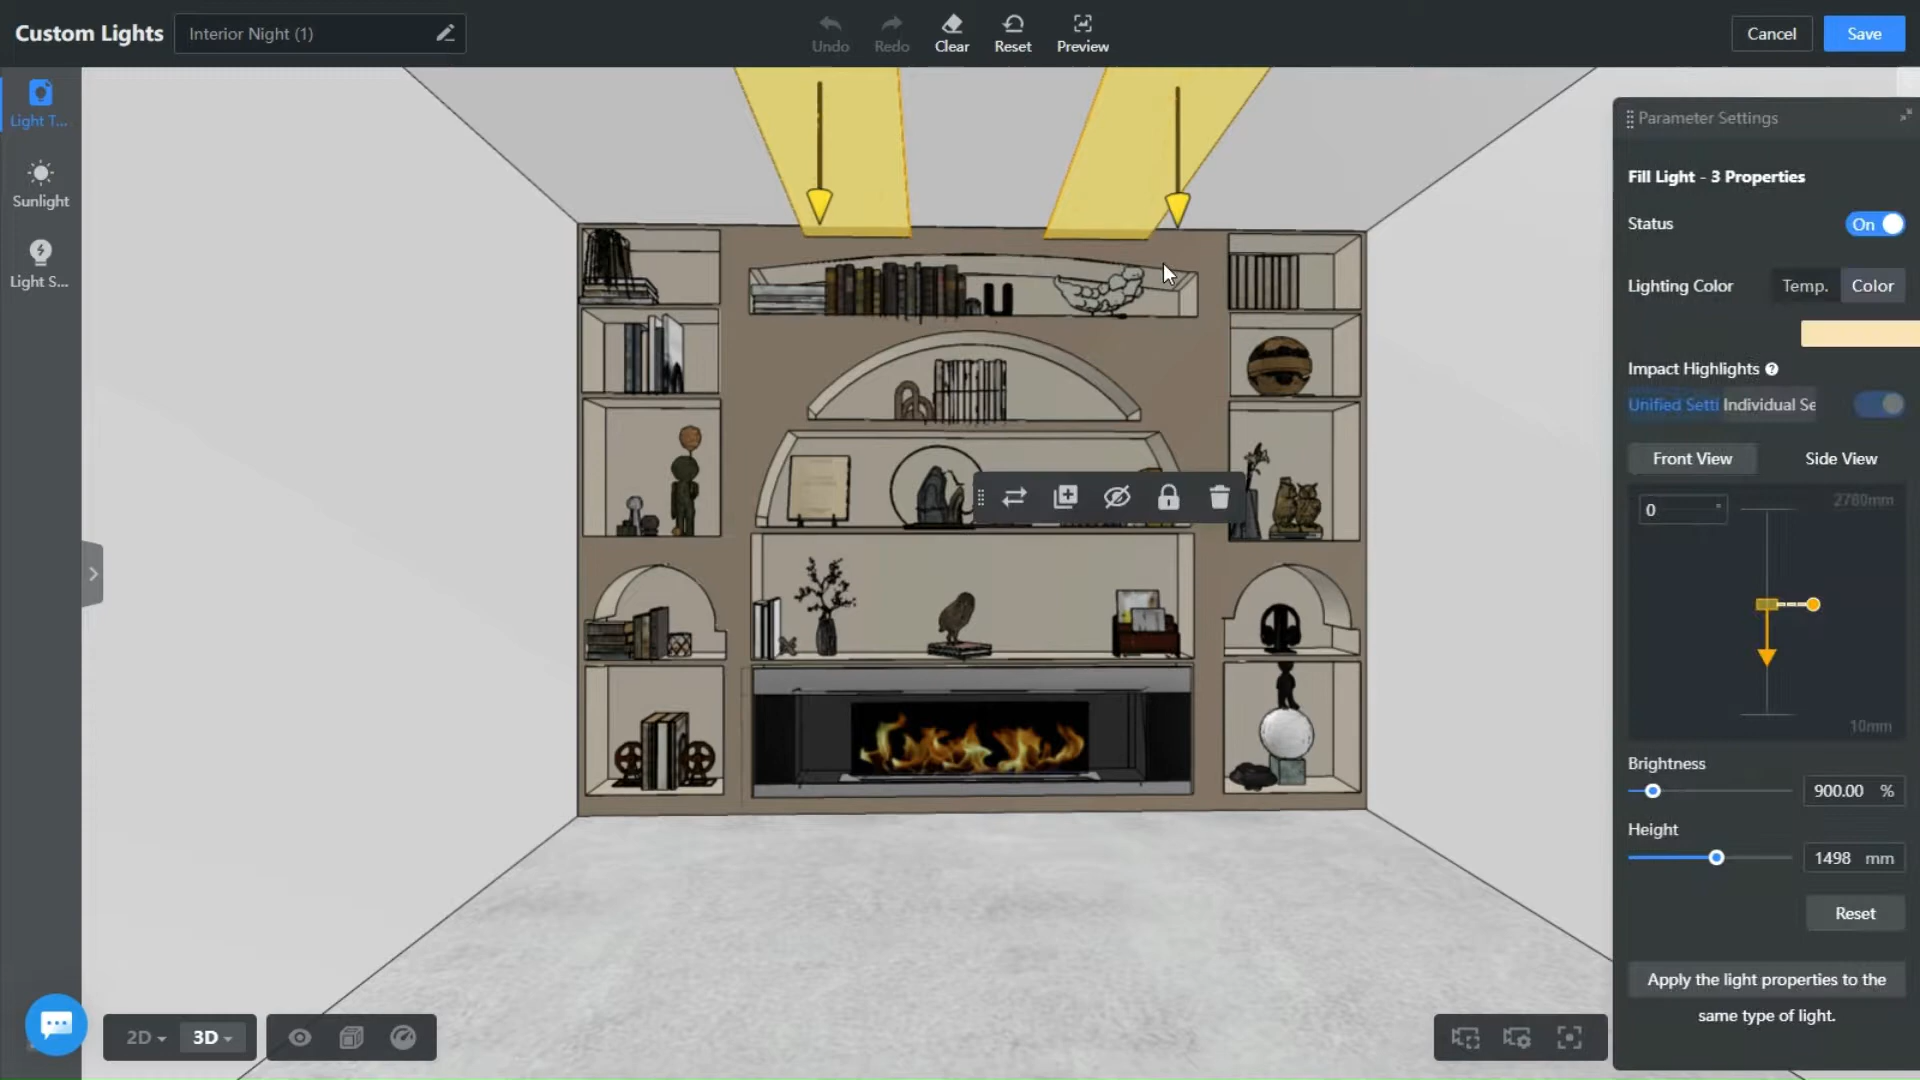 Custom Lights
Interior Night (1)
Undo
Redo
Clear
Reset
Preview
Cancel
Save
Light T...
Sunlight
Light S...
Parameter Settings
Fill Light - 3 Properties
Status
On
Lighting Color
Temp.
Color
Impact Highlights ?
Unified Setti
Individual Se
Front View
Side View
2780mm
0 °
10mm
Brightness
900.00 %
Height
1498 mm
Reset
Apply the light properties to the
same type of light.
2D
3D